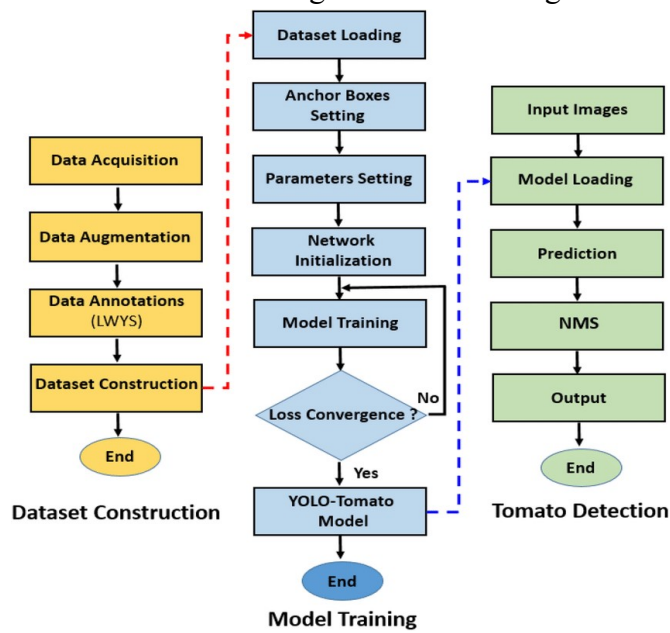 Data Acquisition
Data Augmentation
Data Annotations
(LWYS)
Dataset Construction
End
Dataset Construction
Dataset Loading
Anchor Boxes
Setting
Parameters Setting
Network
Initialization
Model Training
Loss Convergence ?
No
Yes
YOLO-Tomato
Model
End
Model Training
Input Images
Model Loading
Prediction
NMS
Output
End
Tomato Detection